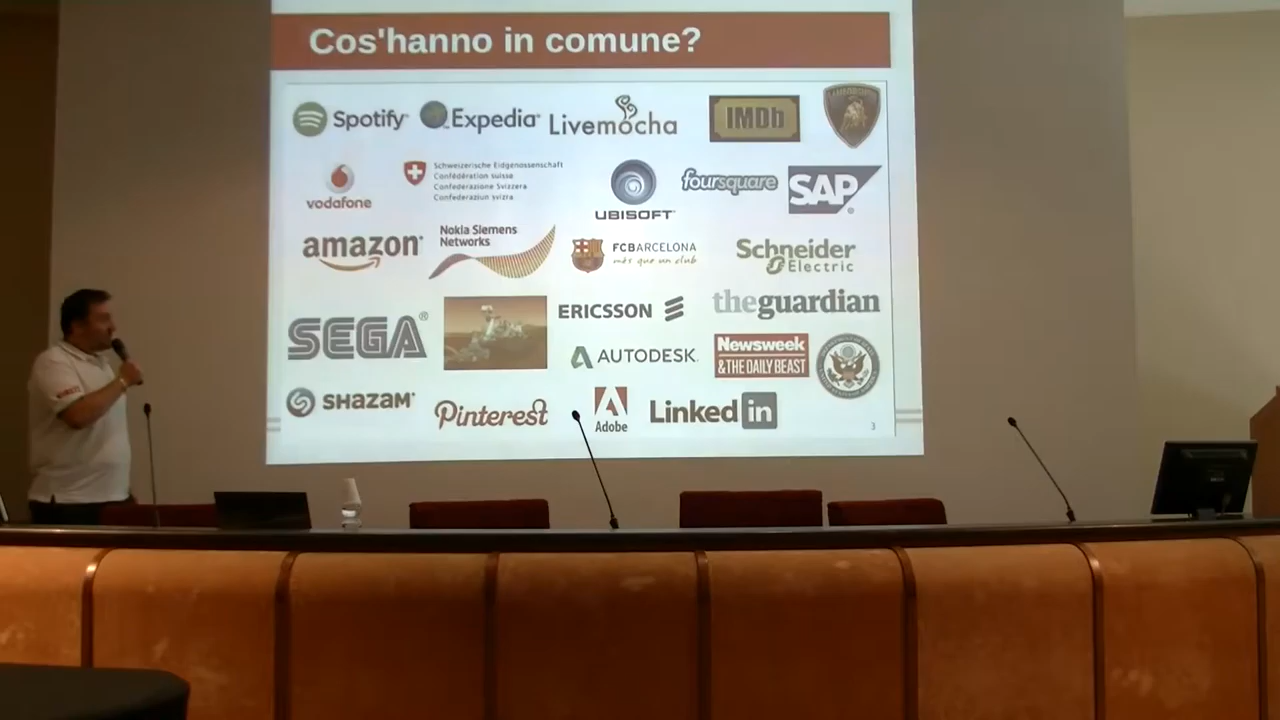 Cos'hanno in comune?
Spotify
Expedia
Livemocha
IMDb
vodafone
Schweizerische Eidgenossenschaft
Confédération suisse
Confederazione Svizzera
Confederaziun svizra
UBISOFT
foursquare
SAP
amazon
Nokia Siemens
Networks
FCBARCELONA
més que un club
Schneider
Electric
SEGA
ERICSSON
theguardian
AUTODESK
Newsweek
& THE DAILY BEAST
SHAZAM
Pinterest
Adobe
Linked in
3